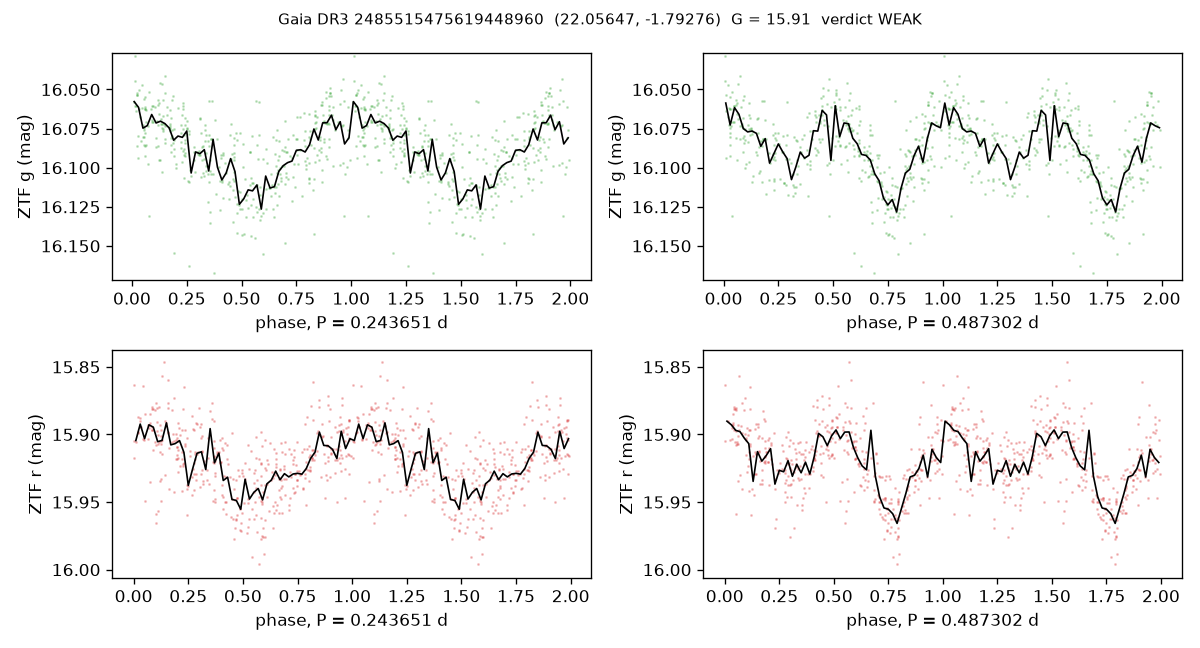 Gaia DR3 2485515475619448960  (22.05647, -1.79276)  G = 15.91  verdict WEAK
ZTF g (mag)
16.050
16.075
16.100
16.125
16.150
0.00 0.25 0.50 0.75 1.00 1.25 1.50 1.75 2.00
phase, P = 0.243651 d
ZTF g (mag)
16.050
16.075
16.100
16.125
16.150
0.00 0.25 0.50 0.75 1.00 1.25 1.50 1.75 2.00
phase, P = 0.487302 d
ZTF r (mag)
15.85
15.90
15.95
16.00
0.00 0.25 0.50 0.75 1.00 1.25 1.50 1.75 2.00
phase, P = 0.243651 d
ZTF r (mag)
15.85
15.90
15.95
16.00
0.00 0.25 0.50 0.75 1.00 1.25 1.50 1.75 2.00
phase, P = 0.487302 d